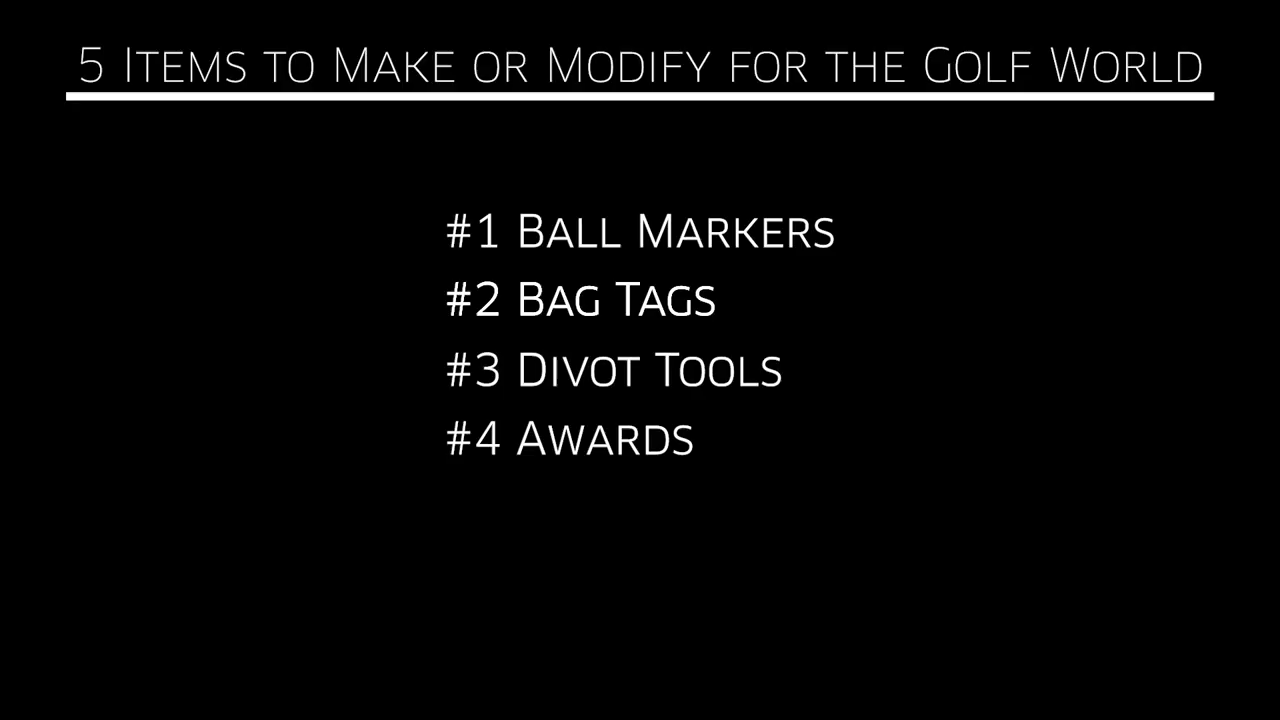 5 Items to Make or Modify for the Golf World
#1 Ball Markers
#2 Bag Tags
#3 Divot Tools
#4 Awards